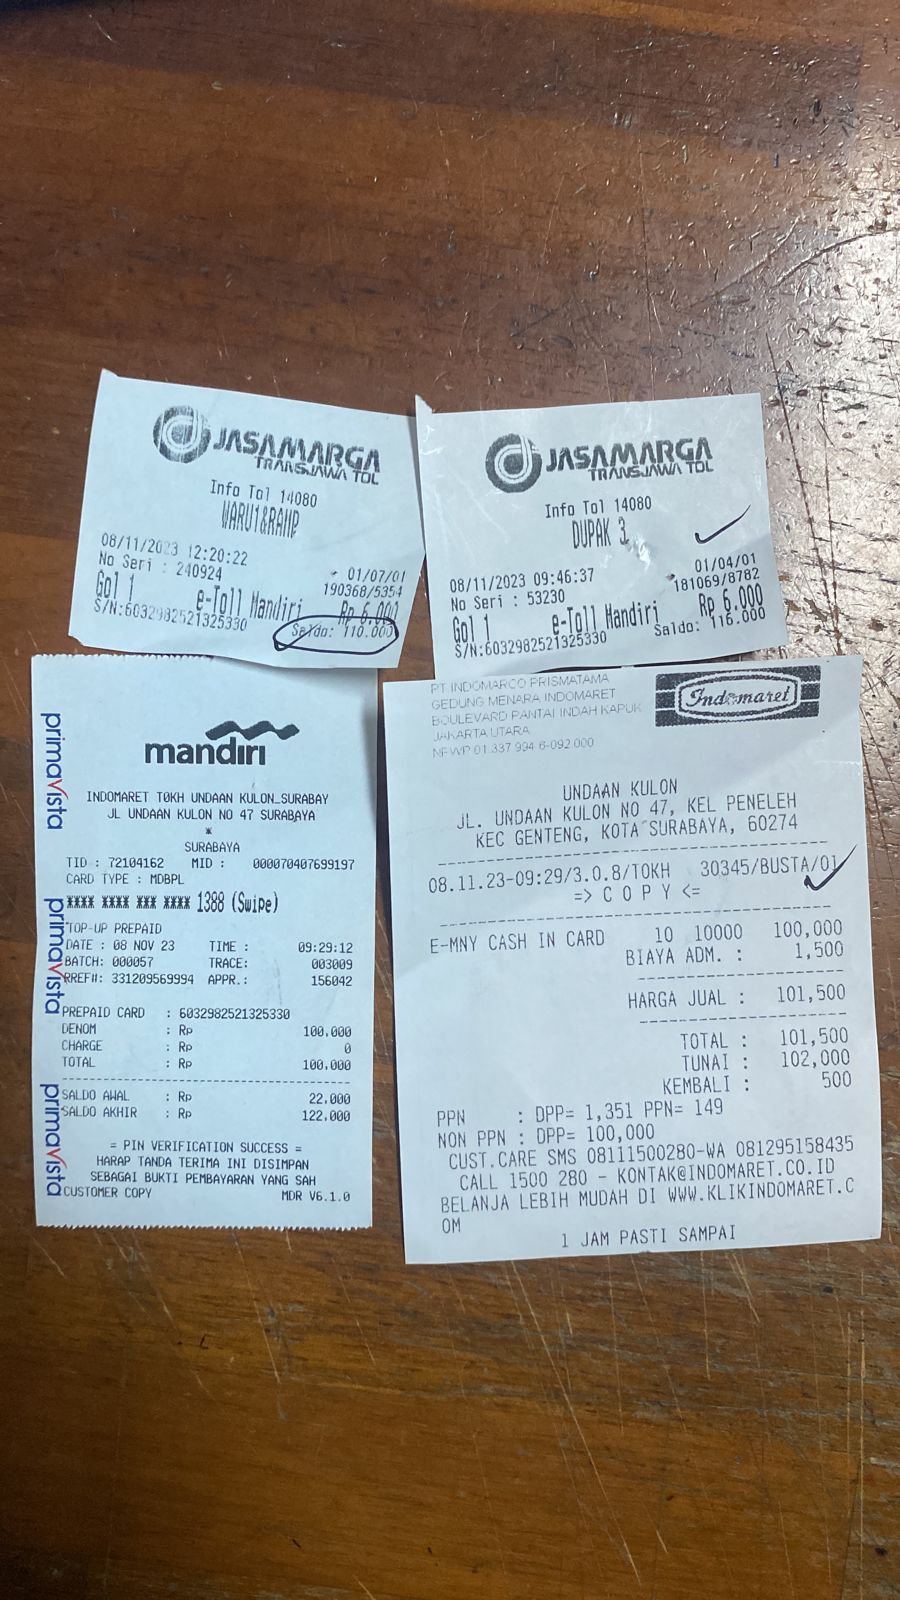 JASAMARGA
TRANSJAWA TOL
Info Tol 14080
WARU1&RAMP
08/11/2023 12:20:22
No Seri : 240924 01/07/01
190368/5354
Gol 1 e-Toll Mandiri Rp 6.000
S/N:6032982521325330 Saldo: 110.000
JASAMARGA
TRANSJAWA TOL
Info Tol 14080
DUPAK 3
08/11/2023 09:46:37 01/04/01
No Seri : 53230 181069/8782
Gol 1 e-Toll Mandiri Rp 6.000
S/N:6032982521325330 Saldo: 116.000
primavista
primavista
primavista
mandiri
INDOMARET T0KH UNDAAN KULON_SURABAY
JL UNDAAN KULON NO 47 SURABAYA
*
SURABAYA
TID : 72104162 MID : 000070407699197
CARD TYPE : MDBPL
**** **** *** **** 1388 (Swipe)
TOP-UP PREPAID
DATE : 08 NOV 23 TIME : 09:29:12
BATCH: 000057 TRACE: 003009
RREF#: 331209569994 APPR.: 156042
PREPAID CARD : 6032982521325330
DENOM : Rp 100,000
CHARGE : Rp 0
TOTAL : Rp 100,000
SALDO AWAL : Rp 22,000
SALDO AKHIR : Rp 122,000
= PIN VERIFICATION SUCCESS =
HARAP TANDA TERIMA INI DISIMPAN
SEBAGAI BUKTI PEMBAYARAN YANG SAH
CUSTOMER COPY MDR V6.1.0
PT INDOMARCO PRISMATAMA
GEDUNG MENARA INDOMARET
BOULEVARD PANTAI INDAH KAPUK
JAKARTA UTARA
NPWP 01.337.994.6-092.000
Indomaret
UNDAAN KULON
JL. UNDAAN KULON NO 47, KEL PENELEH
KEC GENTENG, KOTA SURABAYA, 60274
08.11.23-09:29/3.0.8/TOKH 30345/BUSTA/01
=> C O P Y <=
E-MNY CASH IN CARD 10 10000 100,000
BIAYA ADM. : 1,500
HARGA JUAL : 101,500
TOTAL : 101,500
TUNAI : 102,000
KEMBALI : 500
PPN : DPP= 1,351 PPN= 149
NON PPN : DPP= 100,000
CUST.CARE SMS 08111500280-WA 081295158435
CALL 1500 280 - KONTAK@INDOMARET.CO.ID
BELANJA LEBIH MUDAH DI WWW.KLIKINDOMARET.C
OM
1 JAM PASTI SAMPAI